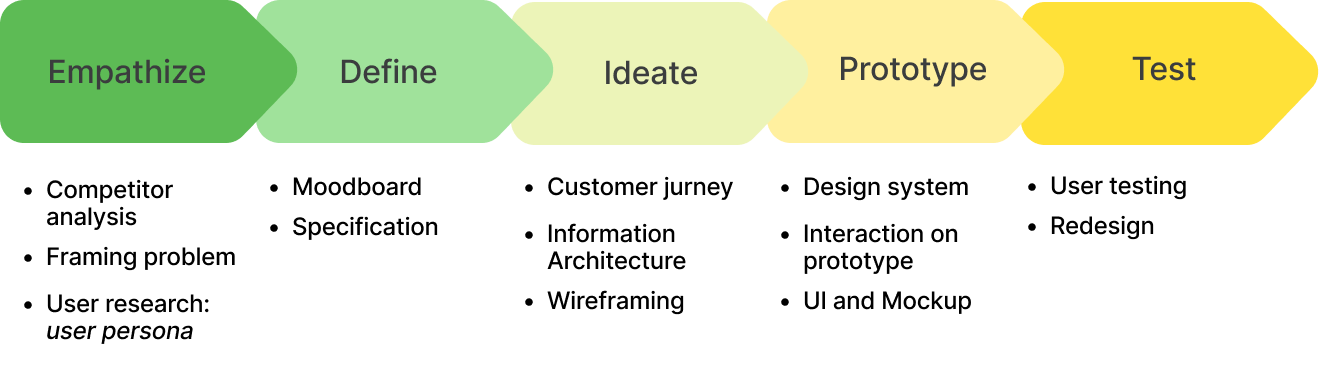 Empathize
Define
Ideate
Prototype
Test
• Competitor
analysis
• Framing problem
• User research:
user persona
• Moodboard
• Specification
• Customer jurney
• Information
Architecture
• Wireframing
• Design system
• Interaction on
prototype
• UI and Mockup
• User testing
• Redesign